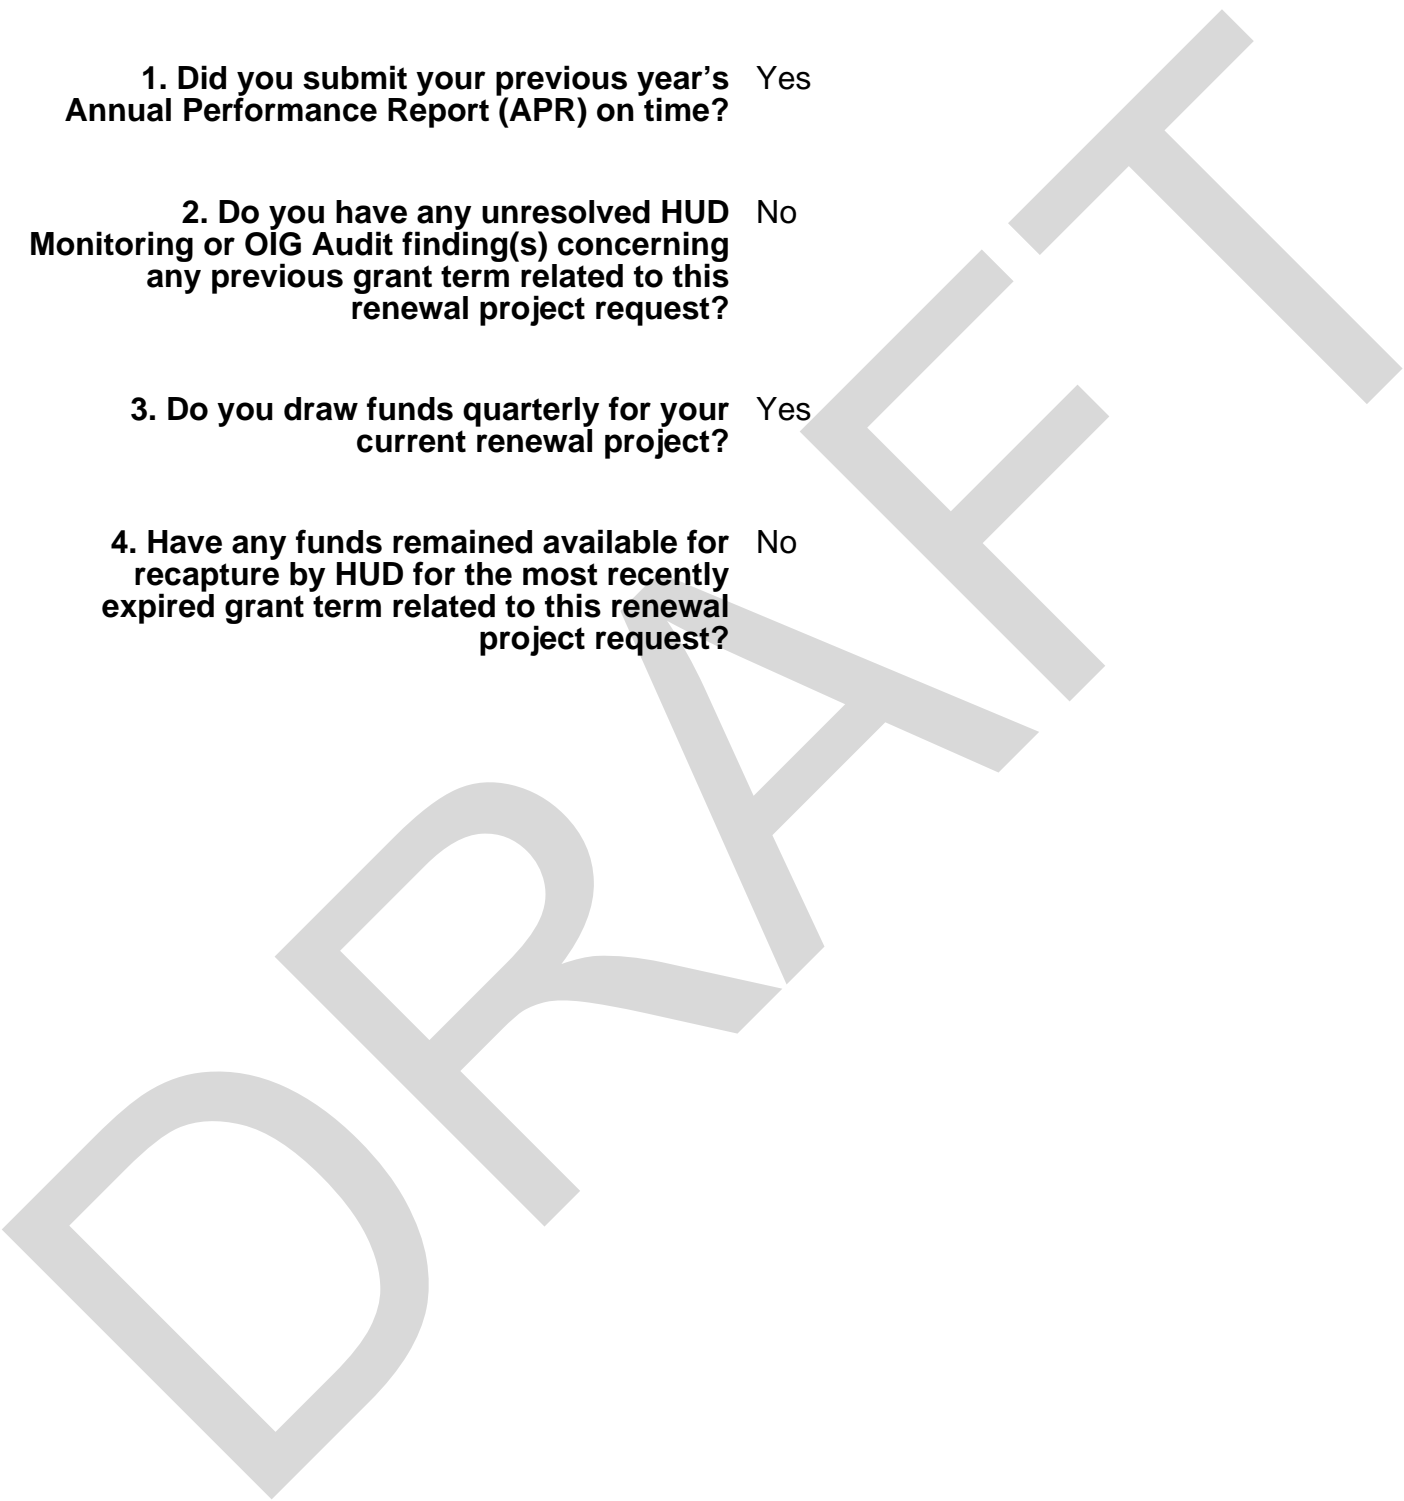 1. Did you submit your previous year’s Yes
Annual Performance Report (APR) on time?
2. Do you have any unresolved HUD No
Monitoring or OIG Audit finding(s) concerning
any previous grant term related to this
renewal project request?
3. Do you draw funds quarterly for your Yes
current renewal project?
4. Have any funds remained available for No
recapture by HUD for the most recently
expired grant term related to this renewal
project request?
DRAFT